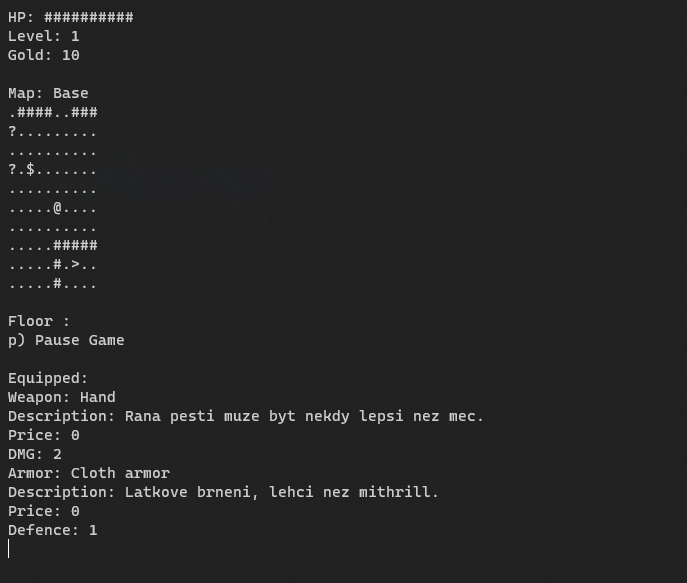 HP: ##########
Level: 1
Gold: 10
Map: Base
.####..###
?.........
..........
?.$.......
..........
.....@....
..........
.....#####
.....#.>..
.....#....
Floor :
p) Pause Game
Equipped:
Weapon: Hand
Description: Rana pesti muze byt nekdy lepsi nez mec.
Price: 0
DMG: 2
Armor: Cloth armor
Description: Latkove brneni, lehci nez mithrill.
Price: 0
Defence: 1